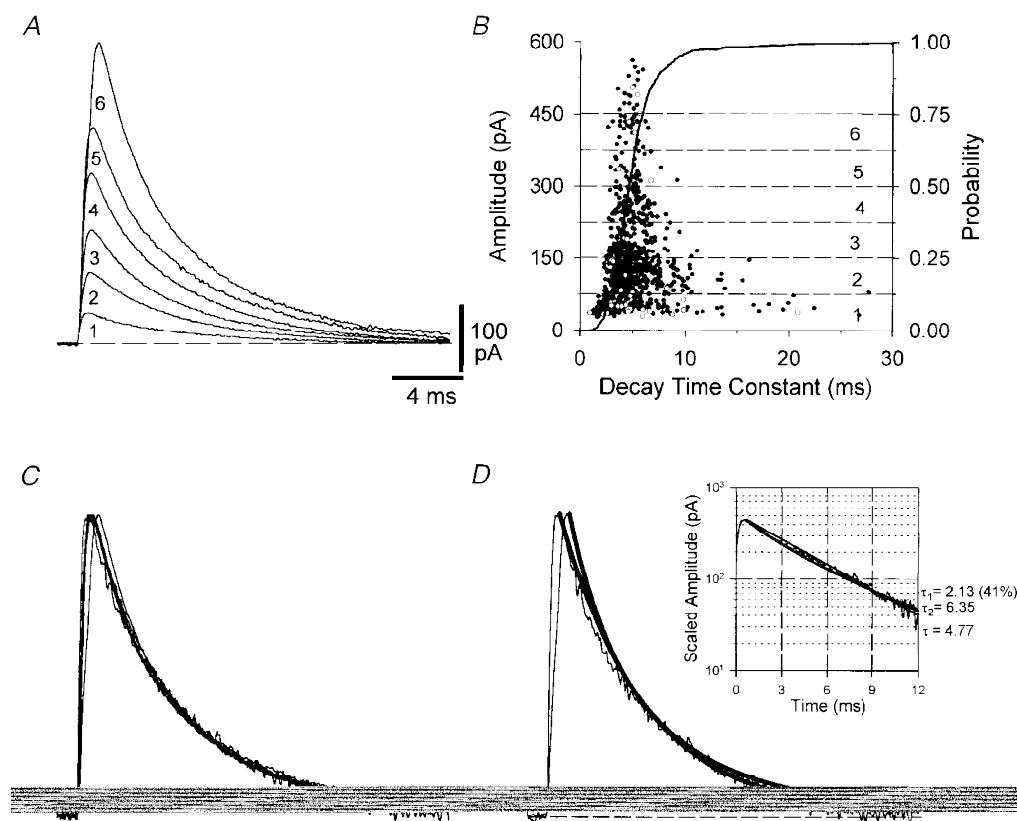 A
6
5
4
3
2
1
100
pA
4 ms
B
600
450
300
150
0
Amplitude (pA)
6
5
4
3
2
1
1.00
0.75
0.50
0.25
0.00
Probability
0 10 20 30
Decay Time Constant (ms)
C
D
10³
10²
10¹
Scaled Amplitude (pA)
τ₁= 2.13 (41%)
τ₂= 6.35
τ = 4.77
0 3 6 9 12
Time (ms)